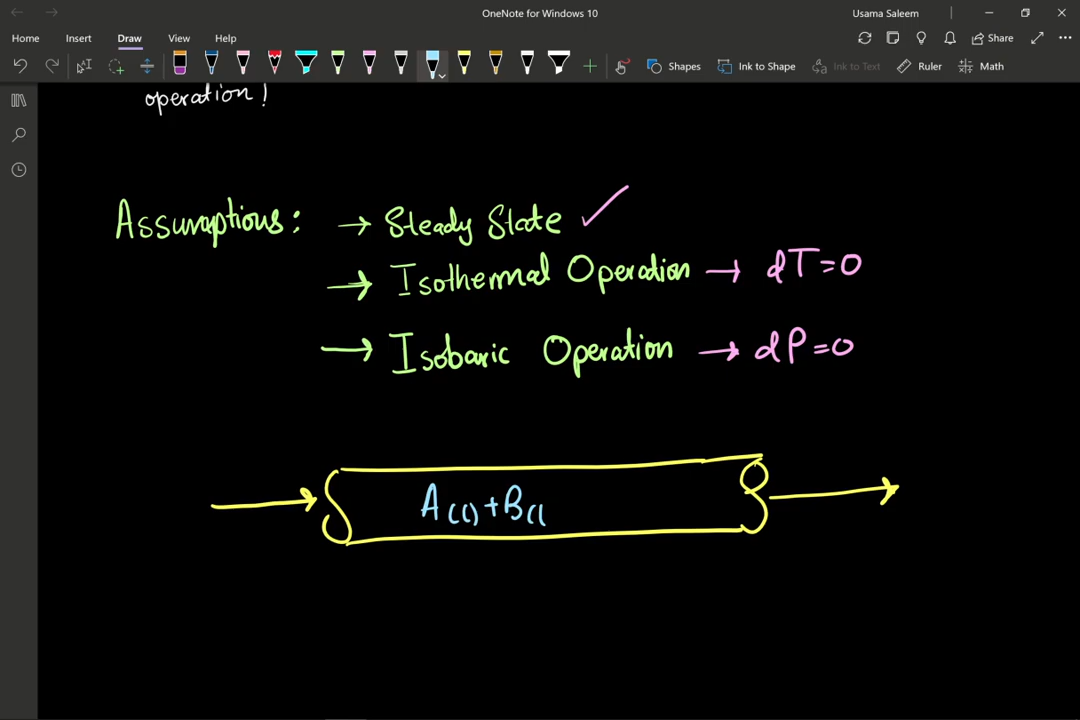 OneNote for Windows 10
Usama Saleem
Home Insert Draw View Help
Share
Shapes Ink to Shape Ink to Text Ruler Math
operation!
Assumptions: → Steady State ✓
→ Isothermal Operation → dT=0
→ Isobaric Operation → dP=0
A(l)+B(l